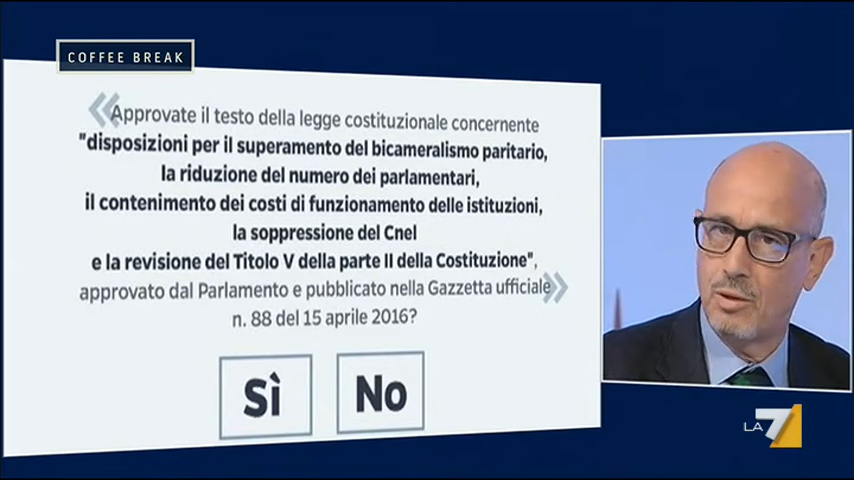 COFFEE BREAK
«Approvate il testo della legge costituzionale concernente
"disposizioni per il superamento del bicameralismo paritario,
la riduzione del numero dei parlamentari,
il contenimento dei costi di funzionamento delle istituzioni,
la soppressione del Cnel
e la revisione del Titolo V della parte II della Costituzione",
approvato dal Parlamento e pubblicato nella Gazzetta ufficiale»
n. 88 del 15 aprile 2016?
Sì No
LA 7